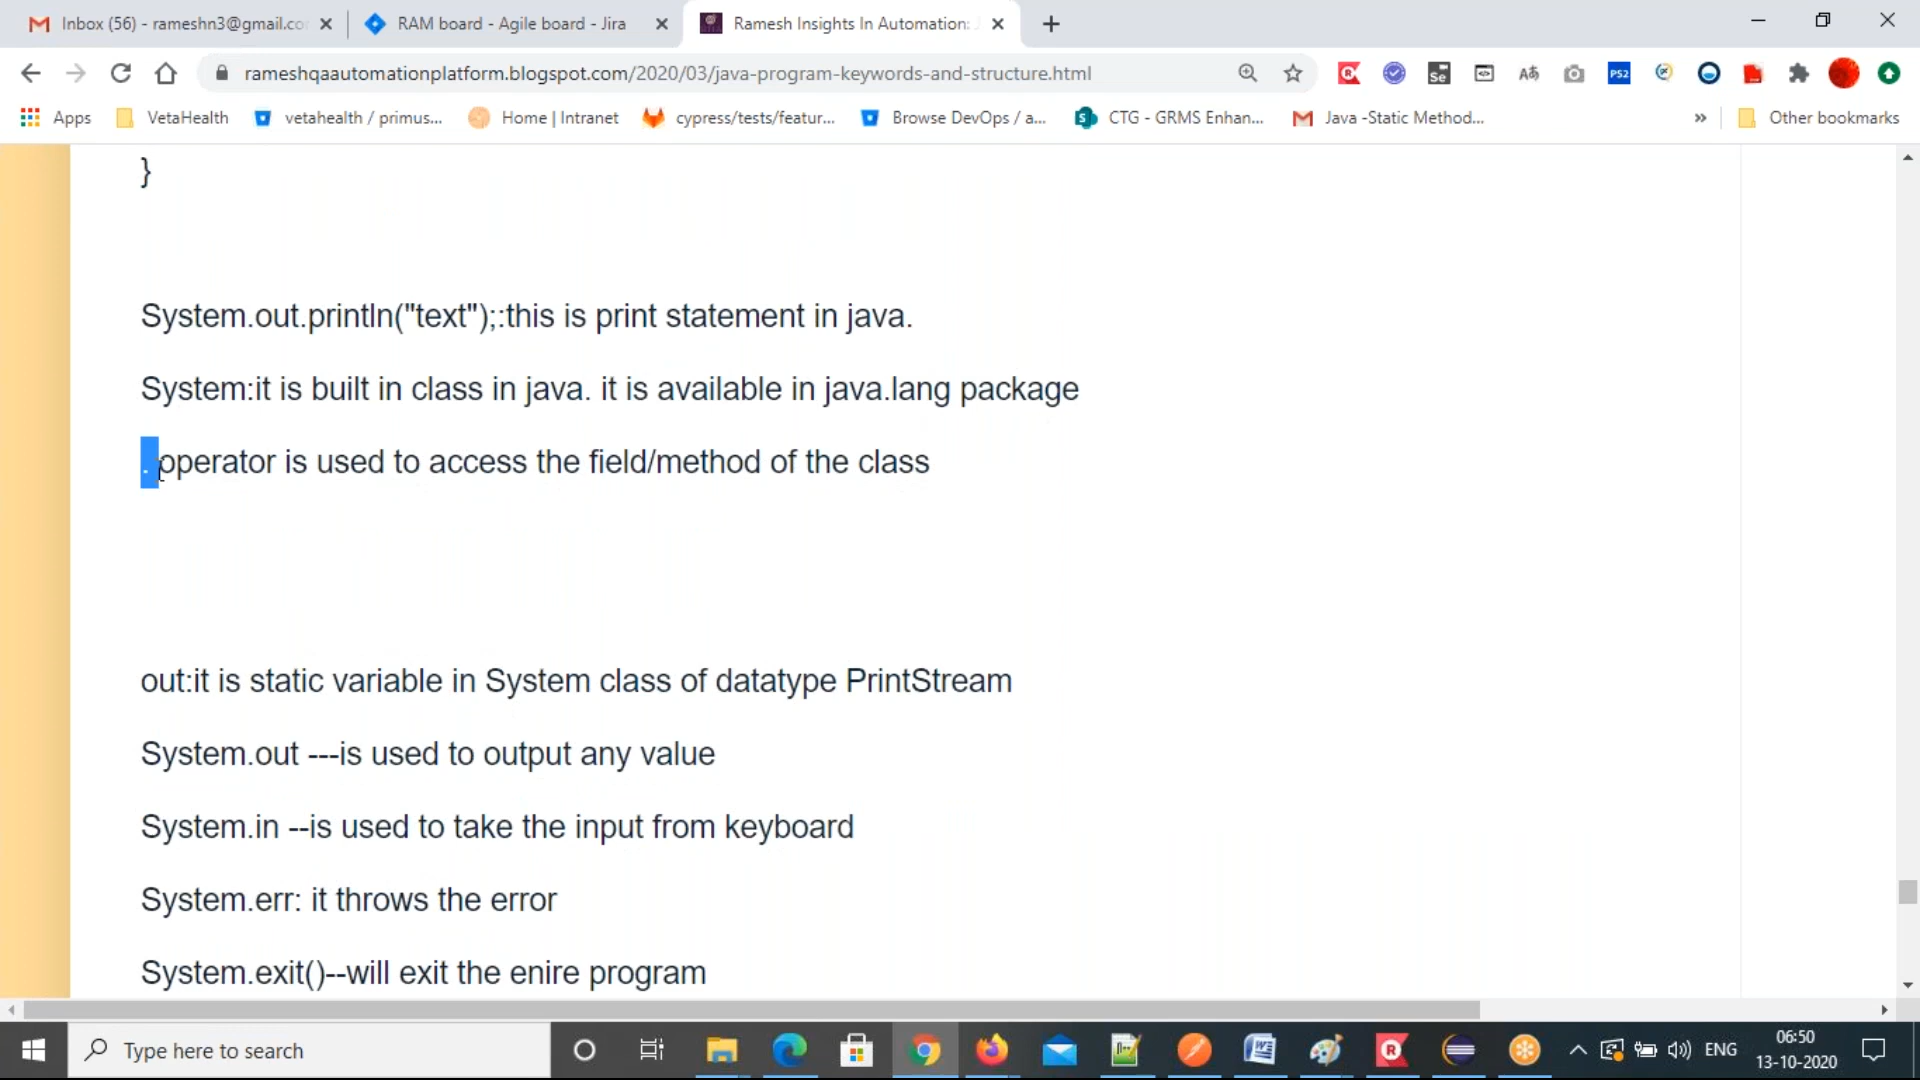 Inbox (56) - rameshn3@gmail.co
RAM board - Agile board - Jira
Ramesh Insights In Automation:
rameshqaautomationplatform.blogspot.com/2020/03/java-program-keywords-and-structure.html
Apps
VetaHealth
vetahealth / primus...
Home | Intranet
cypress/tests/featur...
Browse DevOps / a...
CTG - GRMS Enhan...
Java -Static Method...
»
Other bookmarks
}
System.out.println("text");:this is print statement in java.
System:it is built in class in java. it is available in java.lang package
. operator is used to access the field/method of the class
out:it is static variable in System class of datatype PrintStream
System.out ---is used to output any value
System.in --is used to take the input from keyboard
System.err: it throws the error
System.exit()--will exit the enire program
Type here to search
ENG
06:50
13-10-2020